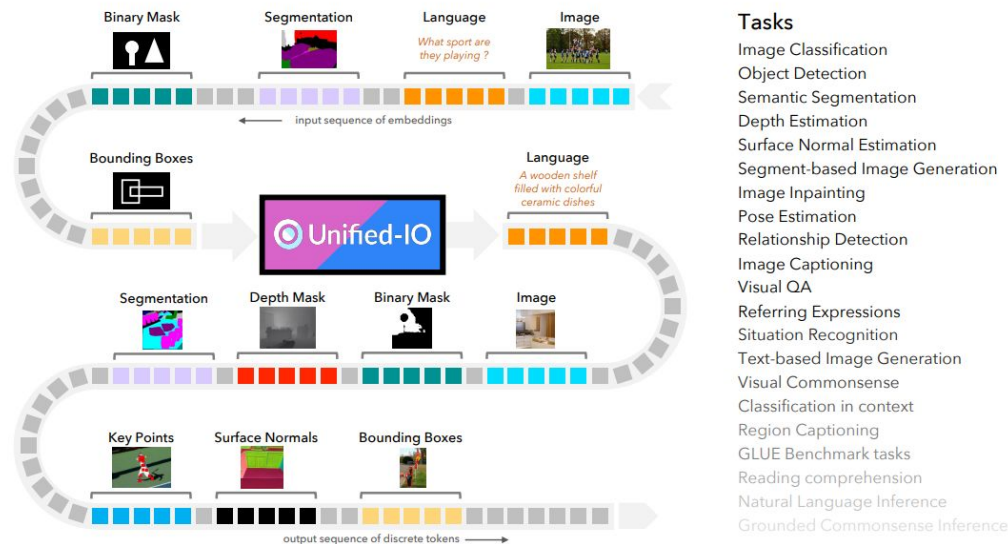 Binary Mask
Segmentation
Language
Image
What sport are
they playing ?
input sequence of embeddings
Bounding Boxes
Unified-IO
Language
A wooden shelf
filled with colorful
ceramic dishes
Segmentation
Depth Mask
Binary Mask
Image
Key Points
Surface Normals
Bounding Boxes
output sequence of discrete tokens
Tasks
Image Classification
Object Detection
Semantic Segmentation
Depth Estimation
Surface Normal Estimation
Segment-based Image Generation
Image Inpainting
Pose Estimation
Relationship Detection
Image Captioning
Visual QA
Referring Expressions
Situation Recognition
Text-based Image Generation
Visual Commonsense
Classification in context
Region Captioning
GLUE Benchmark tasks
Reading comprehension
Natural Language Inference
Grounded Commonsense Inference